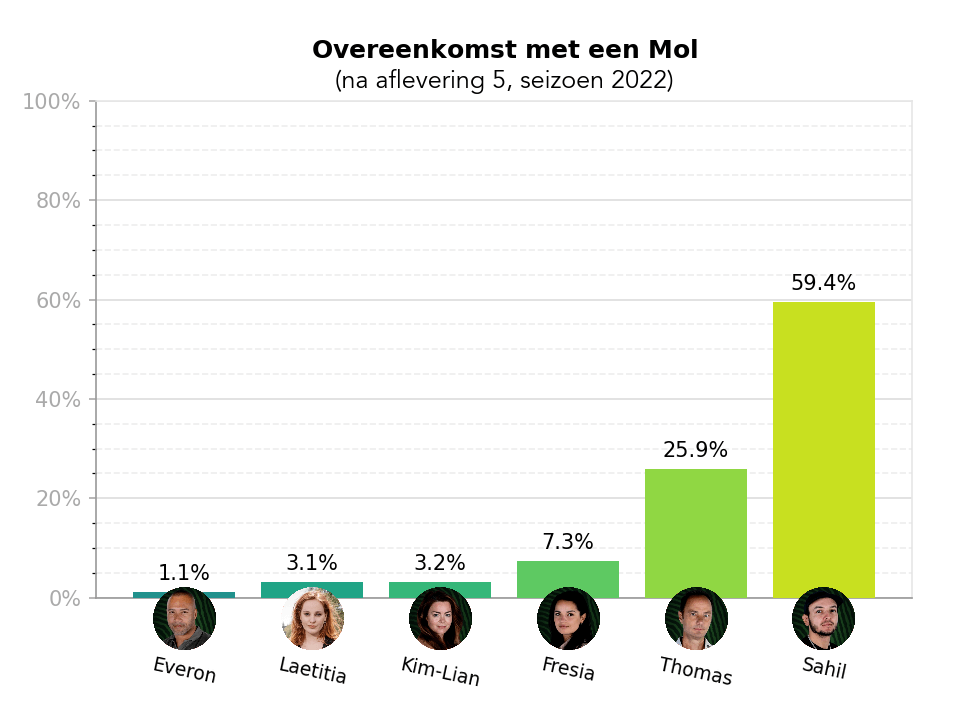 Overeenkomst met een Mol
(na aflevering 5, seizoen 2022)
100%
80%
60%
40%
20%
0%
1.1%
3.1%
3.2%
7.3%
25.9%
59.4%
Everon
Laetitia
Kim-Lian
Fresia
Thomas
Sahil